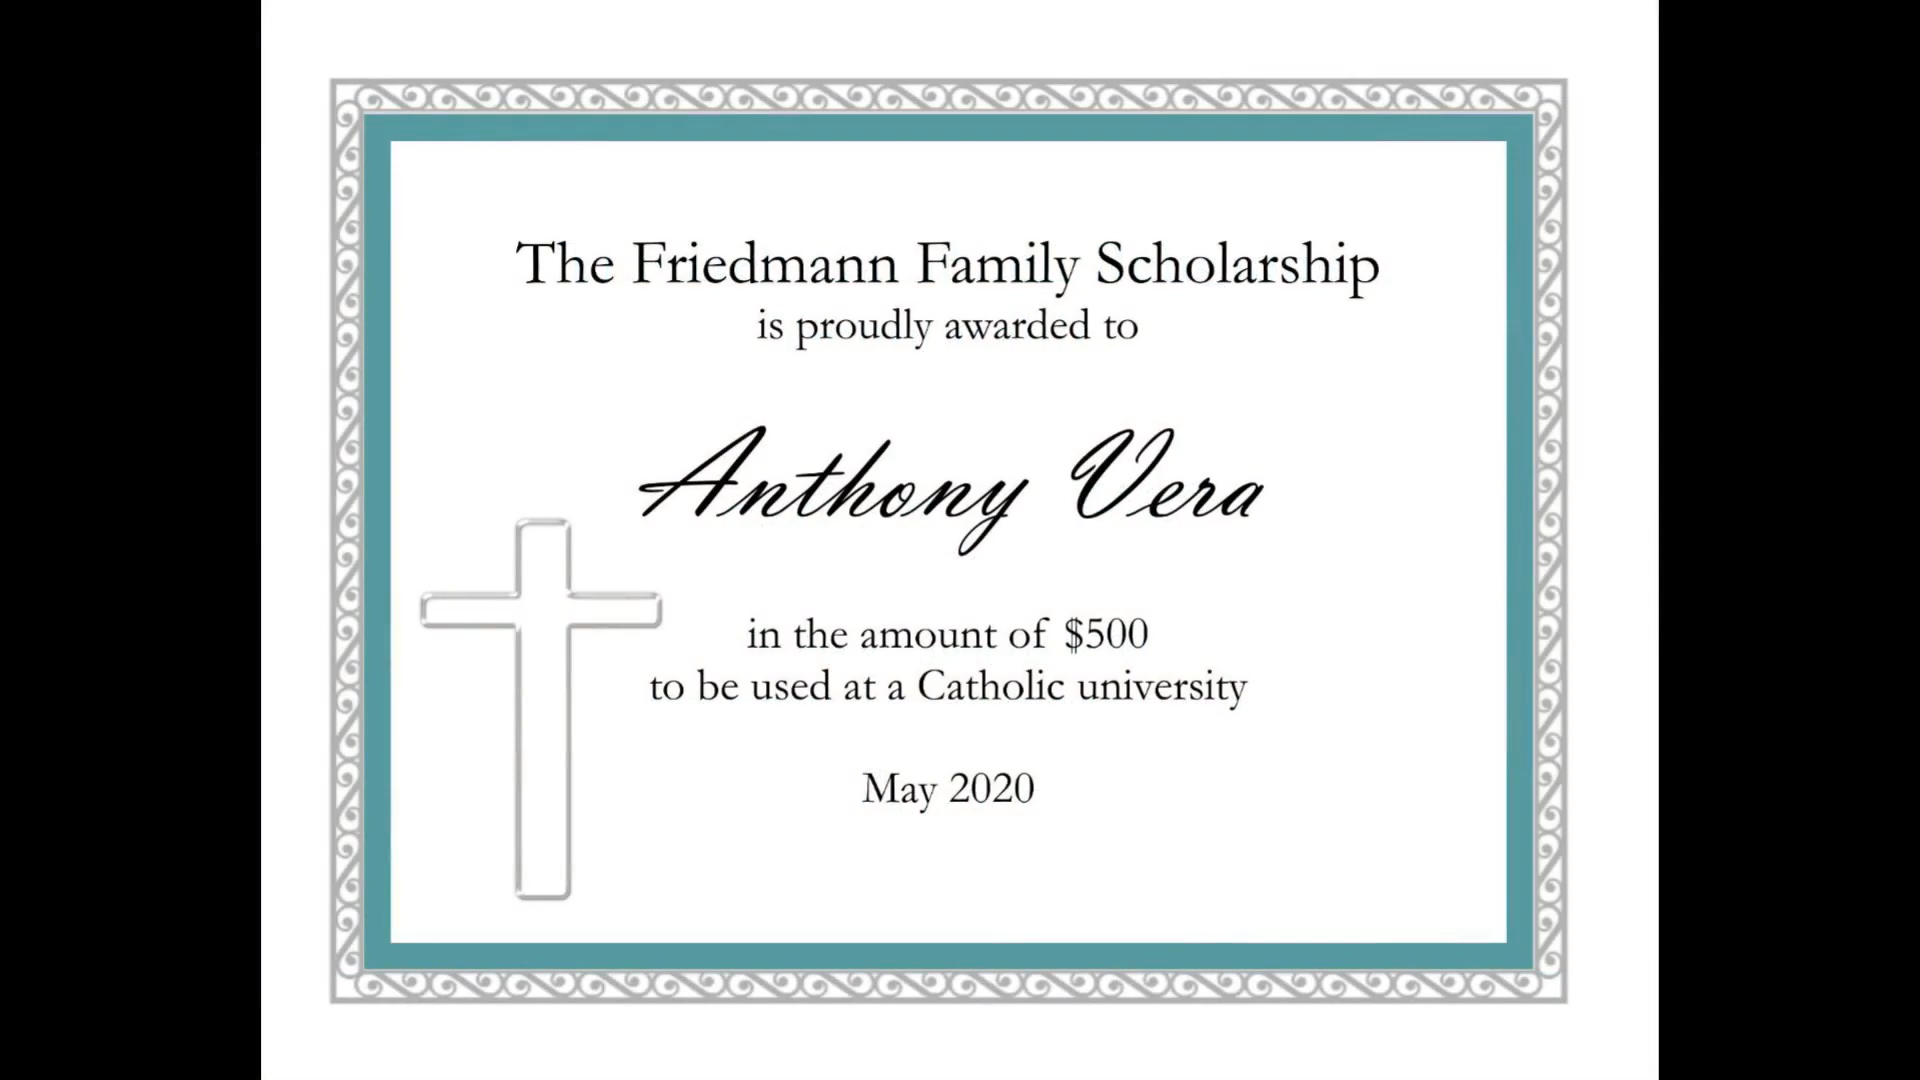 The Friedmann Family Scholarship
is proudly awarded to
Anthony Vera
in the amount of $500
to be used at a Catholic university
May 2020